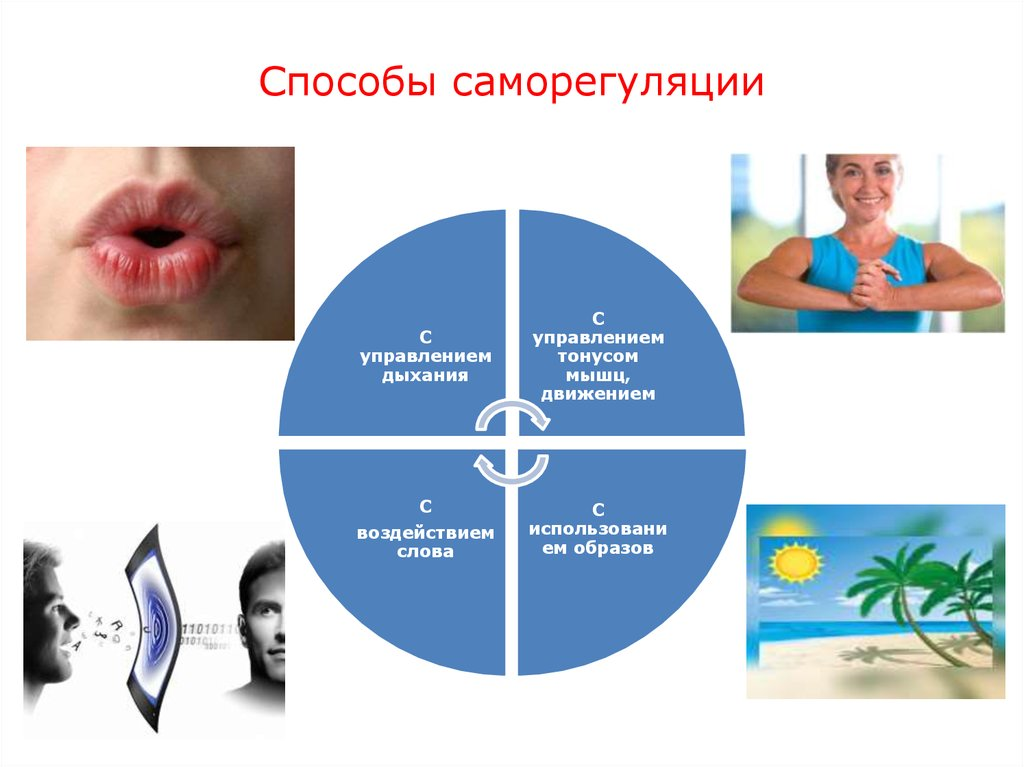 Способы саморегуляции
С
управлением
дыхания
С
управлением
тонусом
мышц,
движением
С
воздействием
слова
С
использовани
ем образов